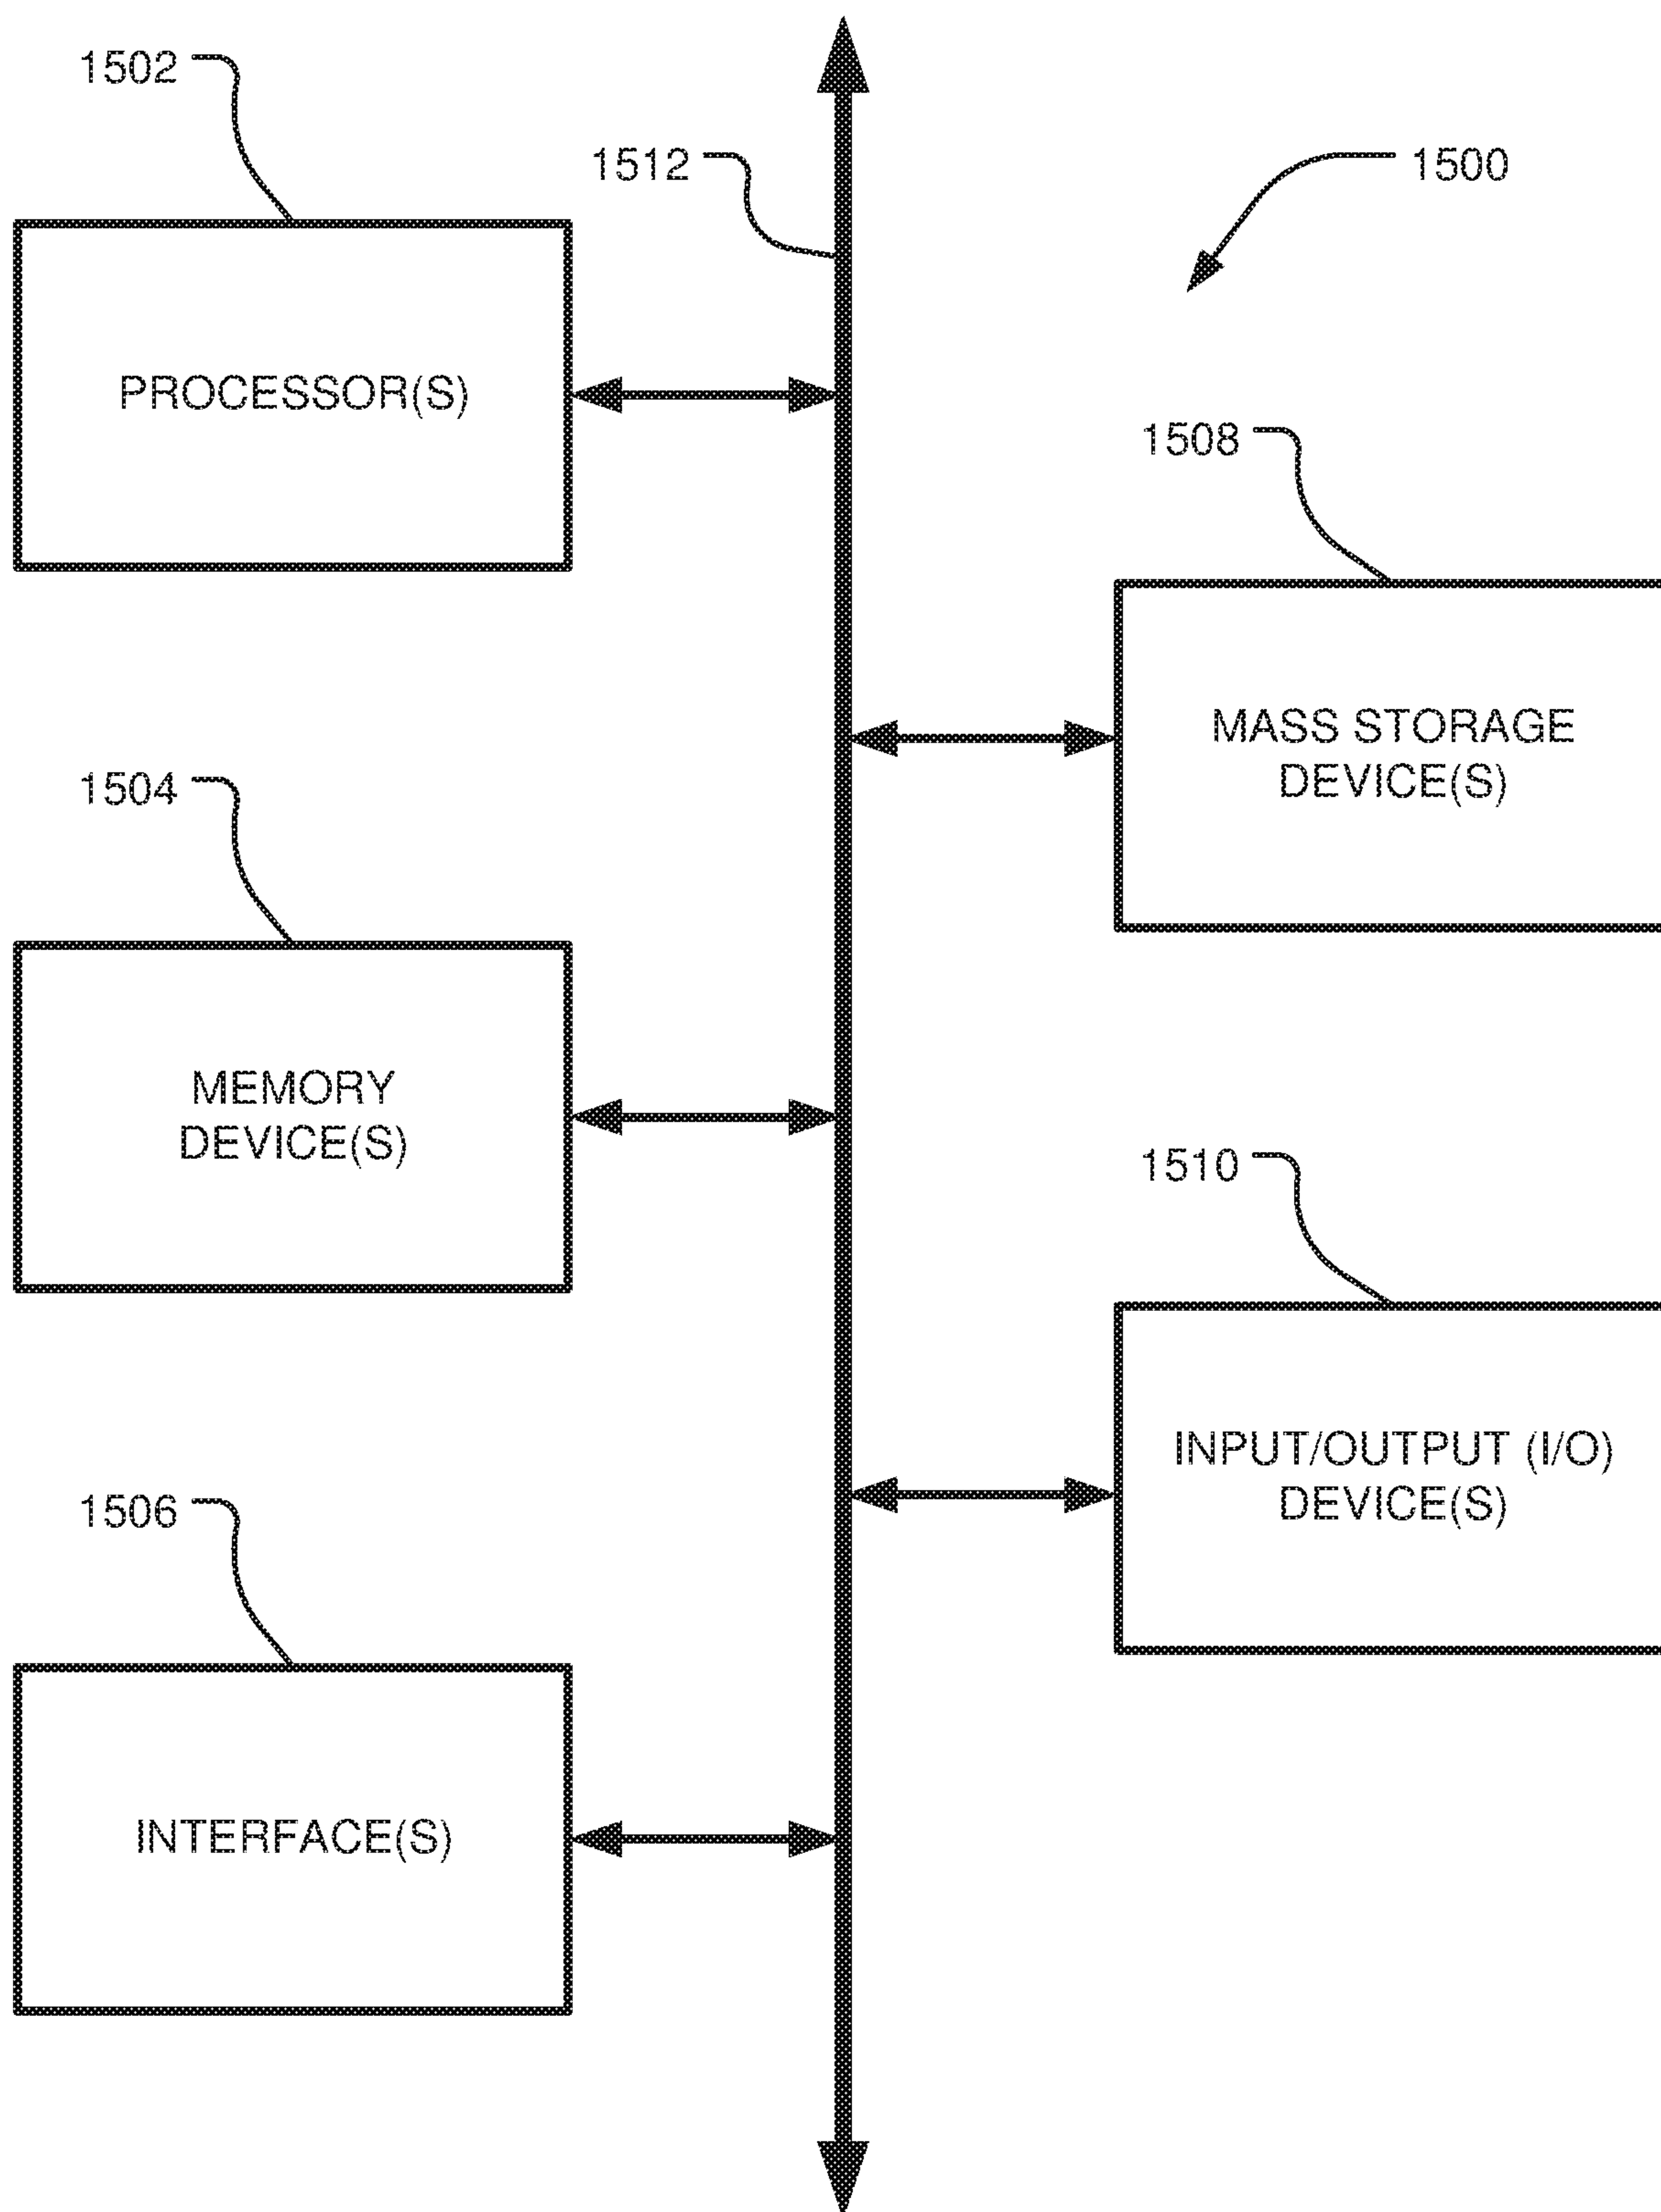 1502
1512
1500
PROCESSOR(S)
1508
MASS STORAGE
DEVICE(S)
1504
MEMORY
DEVICE(S)
1510
INPUT/OUTPUT (I/O)
DEVICE(S)
1506
INTERFACE(S)